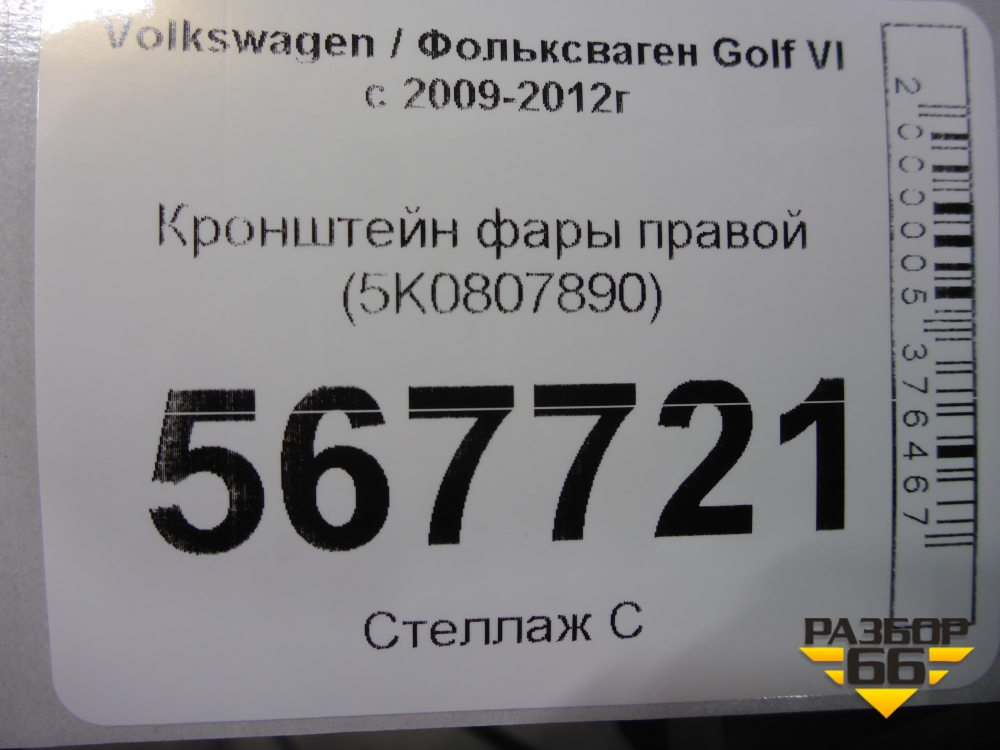 Volkswagen / Фольксваген Golf VI
с 2009-2012г
Кронштейн фары правой
(5K0807890)
567721
Стеллаж С
2000005376467
РАЗБОР
66